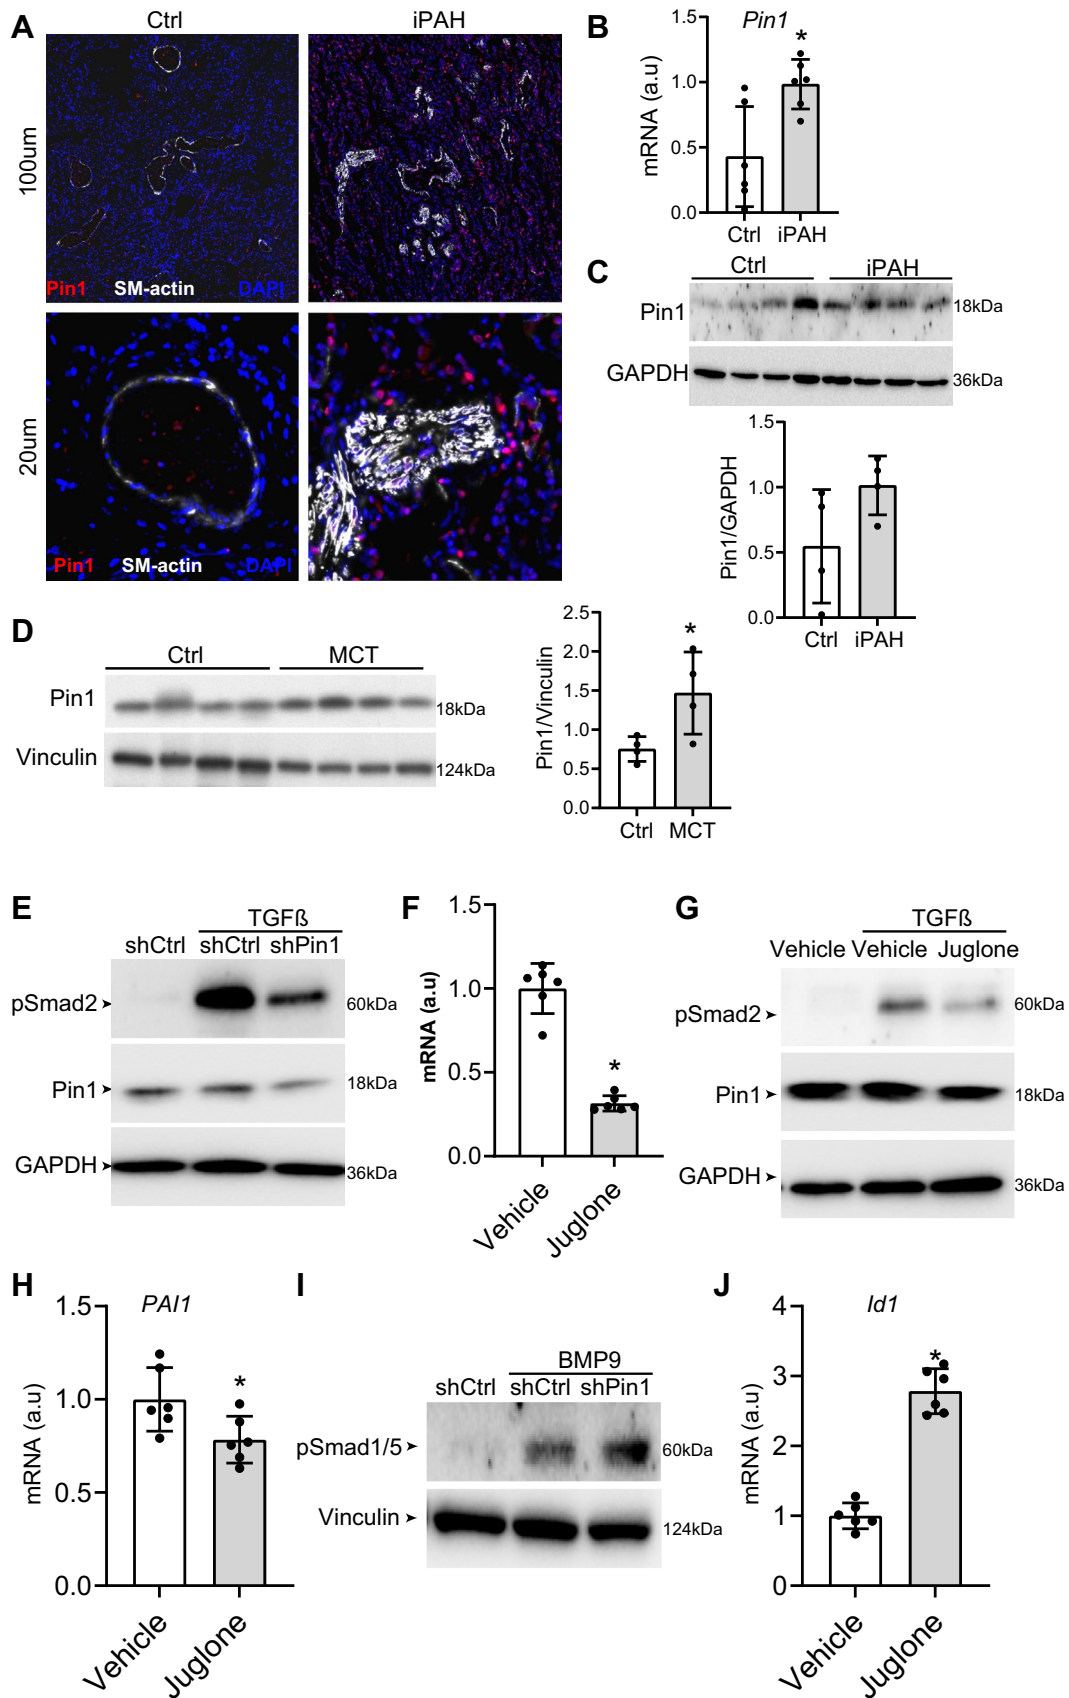 A
Ctrl
iPAH
100um
Pin1 SM-actin DAPI
20um
Pin1 SM-actin DAPI
B
Pin1
mRNA (a.u)
1.5
*
1.0
0.5
0.0
Ctrl iPAH
C
Ctrl iPAH
Pin1
18kDa
GAPDH
36kDa
Pin1/GAPDH
1.5
1.0
0.5
0.0
Ctrl iPAH
D
Ctrl MCT
Pin1
18kDa
Vinculin
124kDa
Pin1/Vinculin
2.5
*
2.0
1.5
1.0
0.5
0.0
Ctrl MCT
E
TGFß
shCtrl shCtrl shPin1
pSmad2
60kDa
Pin1
18kDa
GAPDH
36kDa
F
mRNA (a.u)
1.5
1.0
*
0.5
0.0
Vehicle
Juglone
G
TGFß
Vehicle Vehicle Juglone
pSmad2
60kDa
Pin1
18kDa
GAPDH
36kDa
H
PAI1
mRNA (a.u)
1.5
*
1.0
0.5
0.0
Vehicle
Juglone
I
BMP9
shCtrl shCtrl shPin1
pSmad1/5
60kDa
Vinculin
124kDa
J
Id1
mRNA (a.u)
4
*
3
2
1
0
Vehicle
Juglone